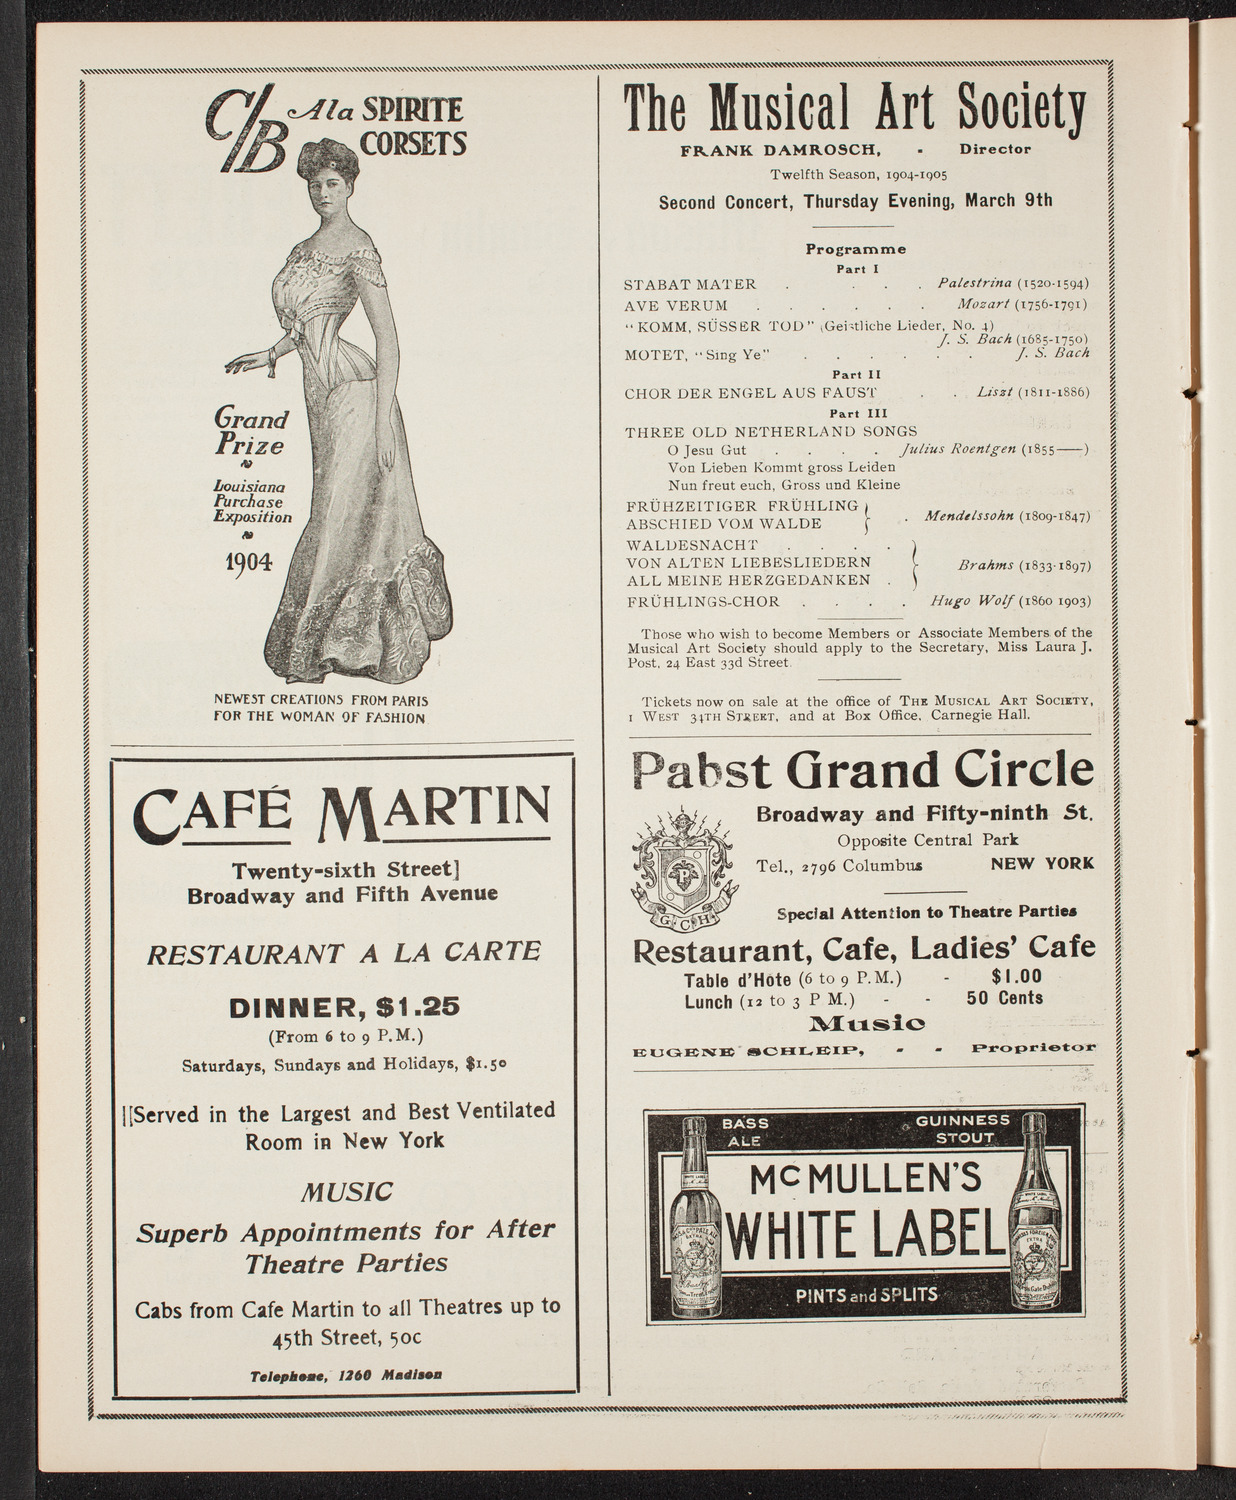 C/B Ala SPIRITE
CORSETS
Grand
Prize
Louisiana
Purchase
Exposition
1904
NEWEST CREATIONS FROM PARIS
FOR THE WOMAN OF FASHION
CAFÉ MARTIN
Twenty-sixth Street]
Broadway and Fifth Avenue
RESTAURANT A LA CARTE
DINNER, $1.25
(From 6 to 9 P.M.)
Saturdays, Sundays and Holidays, $1.50
|[Served in the Largest and Best Ventilated
Room in New York
MUSIC
Superb Appointments for After
Theatre Parties
Cabs from Cafe Martin to all Theatres up to
45th Street, 50c
Telephone, 1260 Madison
The Musical Art Society
FRANK DAMROSCH, - Director
Twelfth Season, 1904-1905
Second Concert, Thursday Evening, March 9th
Programme
Part I
STABAT MATER . . . . Palestrina (1520-1594)
AVE VERUM . . . . . . Mozart (1756-1791)
"KOMM, SÜSSER TOD" (Geistliche Lieder, No. 4)
J. S. Bach (1685-1750)
MOTET, "Sing Ye" . . . . . . J. S. Bach
Part II
CHOR DER ENGEL AUS FAUST . . Liszt (1811-1886)
Part III
THREE OLD NETHERLAND SONGS
O Jesu Gut . . . . Julius Roentgen (1855—)
Von Lieben Kommt gross Leiden
Nun freut euch, Gross und Kleine
FRÜHZEITIGER FRÜHLING
ABSCHIED VOM WALDE . Mendelssohn (1809-1847)
WALDESNACHT . . . .
VON ALTEN LIEBESLIEDERN Brahms (1833-1897)
ALL MEINE HERZGEDANKEN .
FRÜHLINGS-CHOR . . . . Hugo Wolf (1860 1903)
Those who wish to become Members or Associate Members of the
Musical Art Society should apply to the Secretary, Miss Laura J.
Post, 24 East 33d Street.
Tickets now on sale at the office of THE MUSICAL ART SOCIETY,
1 WEST 34TH STREET, and at Box Office, Carnegie Hall.
Pabst Grand Circle
Broadway and Fifty-ninth St.
Opposite Central Park
Tel., 2796 Columbus NEW YORK
P
G.C.H
Special Attention to Theatre Parties
Restaurant, Cafe, Ladies' Cafe
Table d'Hôte (6 to 9 P.M.) - $1.00
Lunch (12 to 3 P M.) - - 50 Cents
Music
EUGENE SCHLEIP, - - Proprietor
BASS
ALE
GUINNESS
STOUT
McMULLEN'S
WHITE LABEL
PINTS and SPLITS